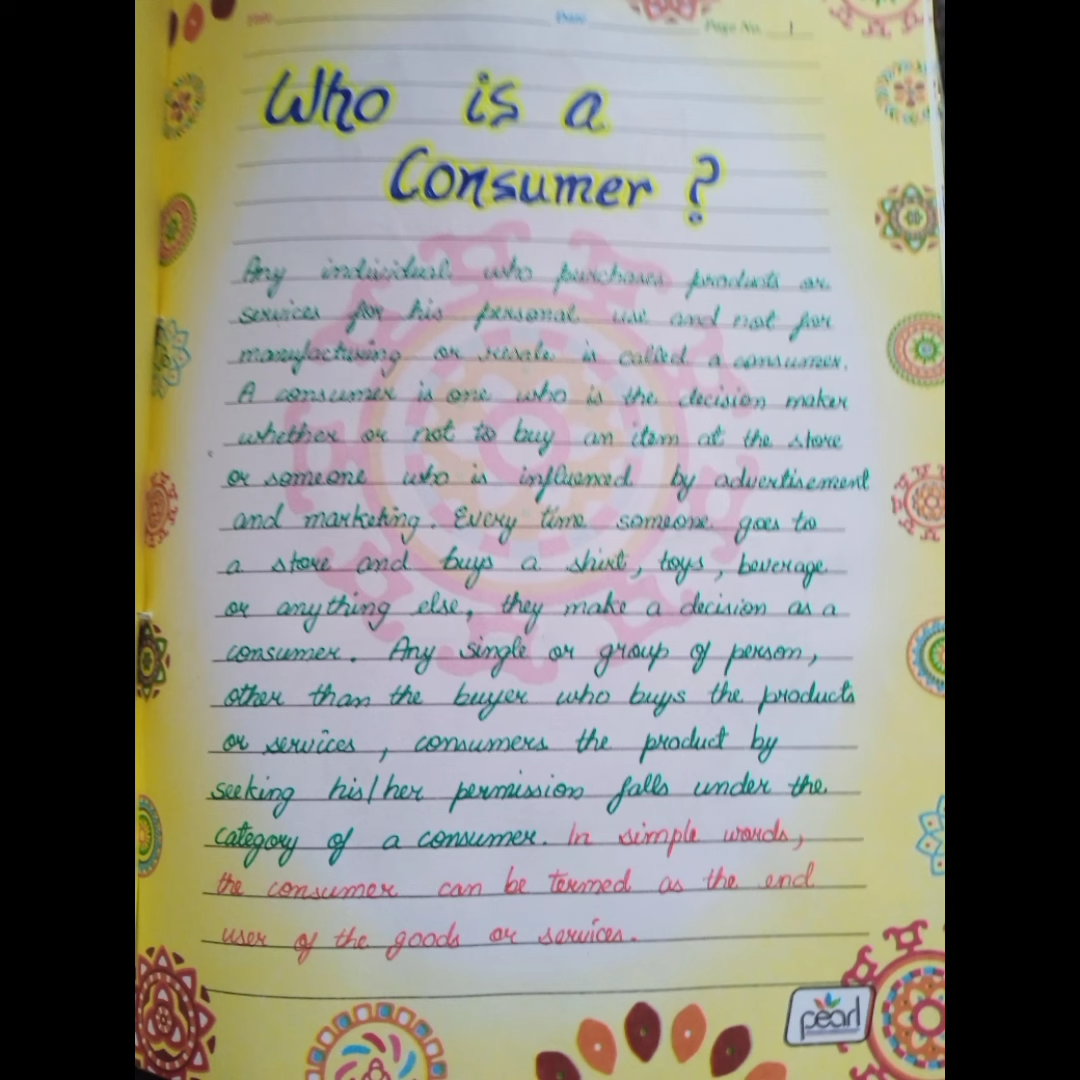 Date
Page No. 1
Who is a
Consumer ?
Any individual who purchases products or
services for his personal use and not for
manufacturing or resale is called a consumer.
A consumer is one who is the decision maker
whether or not to buy an item at the store
or someone who is influenced by advertisement
and marketing. Every time someone goes to
a store and buys a shirt, toys, beverage
or anything else, they make a decision as a
consumer. Any single or group of person,
other than the buyer who buys the products
or services, consumers the product by
seeking his/her permission falls under the
category of a consumer. In simple words,
the consumer can be termed as the end
user of the goods or services.
pearl